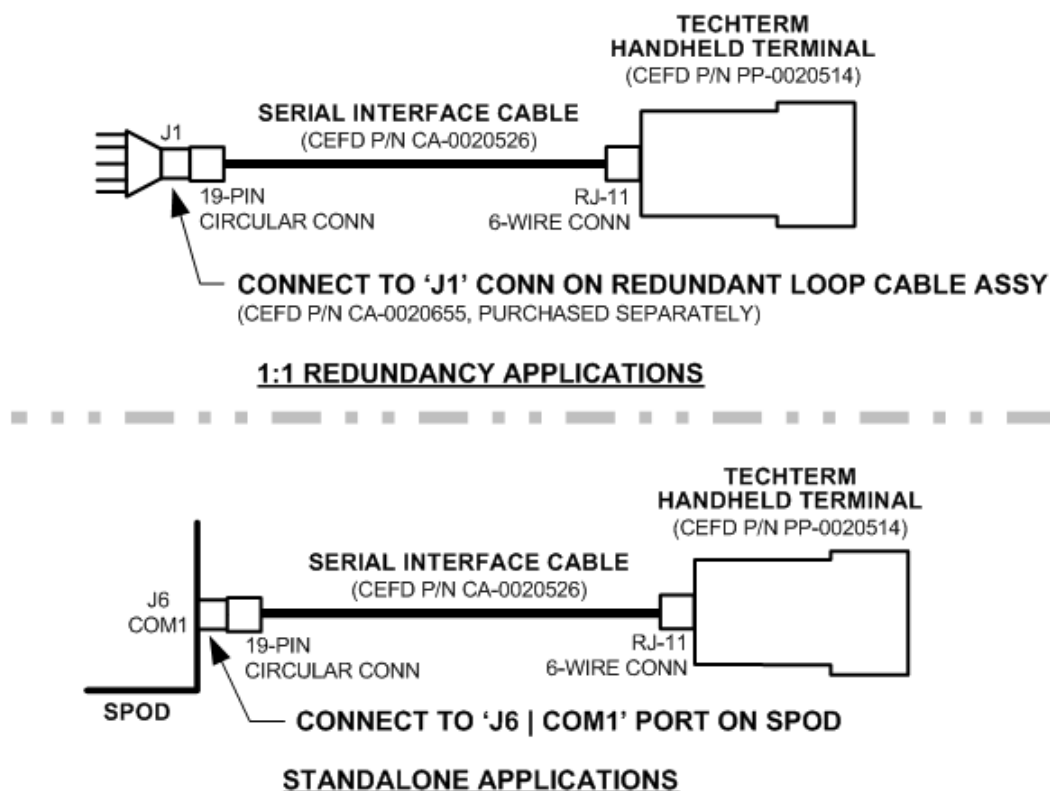 TECHTERM
HANDHELD TERMINAL
(CEFD P/N PP-0020514)
SERIAL INTERFACE CABLE
(CEFD P/N CA-0020526)
J1
19-PIN
CIRCULAR CONN
RJ-11
6-WIRE CONN
CONNECT TO ‘J1’ CONN ON REDUNDANT LOOP CABLE ASSY
(CEFD P/N CA-0020655, PURCHASED SEPARATELY)
1:1 REDUNDANCY APPLICATIONS
TECHTERM
HANDHELD TERMINAL
(CEFD P/N PP-0020514)
SERIAL INTERFACE CABLE
(CEFD P/N CA-0020526)
J6
COM1
19-PIN
CIRCULAR CONN
RJ-11
6-WIRE CONN
SPOD
CONNECT TO ‘J6 | COM1’ PORT ON SPOD
STANDALONE APPLICATIONS